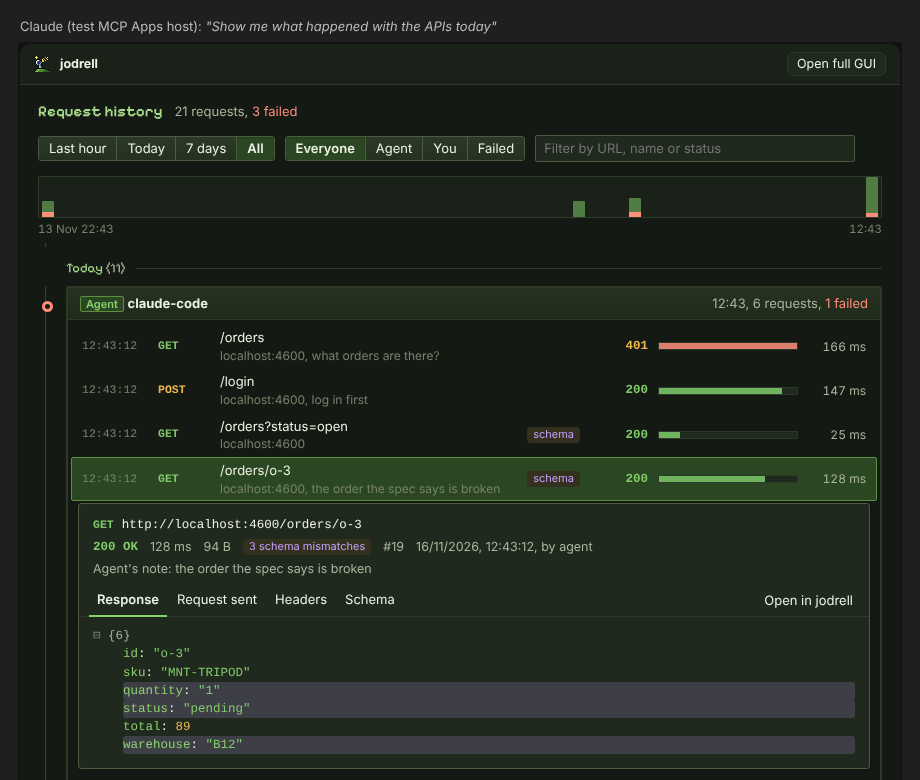 Claude (test MCP Apps host): "Show me what happened with the APIs today"
jodrell
Open full GUI
Request history 21 requests, 3 failed
Last hour Today 7 days All Everyone Agent You Failed Filter by URL, name or status
13 Nov 22:43 12:43
Today (11)
Agent claude-code 12:43, 6 requests, 1 failed
12:43:12 GET /orders 401 166 ms
localhost:4600, what orders are there?
12:43:12 POST /login 200 147 ms
localhost:4600, log in first
12:43:12 GET /orders?status=open schema 200 25 ms
localhost:4600
12:43:12 GET /orders/o-3 schema 200 128 ms
localhost:4600, the order the spec says is broken
GET http://localhost:4600/orders/o-3
200 OK 128 ms 94 B 3 schema mismatches #19 16/11/2026, 12:43:12, by agent
Agent's note: the order the spec says is broken
Response Request sent Headers Schema Open in jodrell
{6}
id: "o-3"
sku: "MNT-TRIPOD"
quantity: "1"
status: "pending"
total: 89
warehouse: "B12"